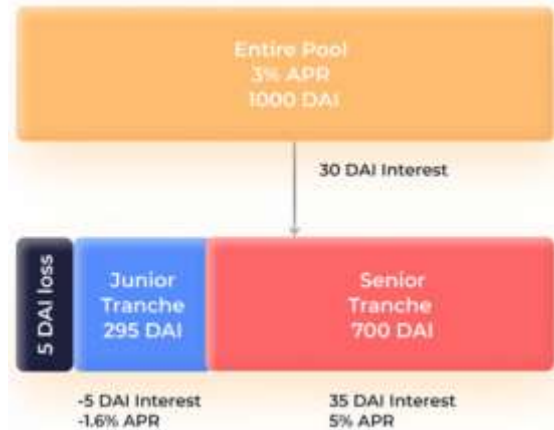 Entire Pool
3% APR
1000 DAI
30 DAI Interest
5 DAI loss
Junior
Tranche
295 DAI
Senior
Tranche
700 DAI
-5 DAI Interest
-1.6% APR
35 DAI Interest
5% APR